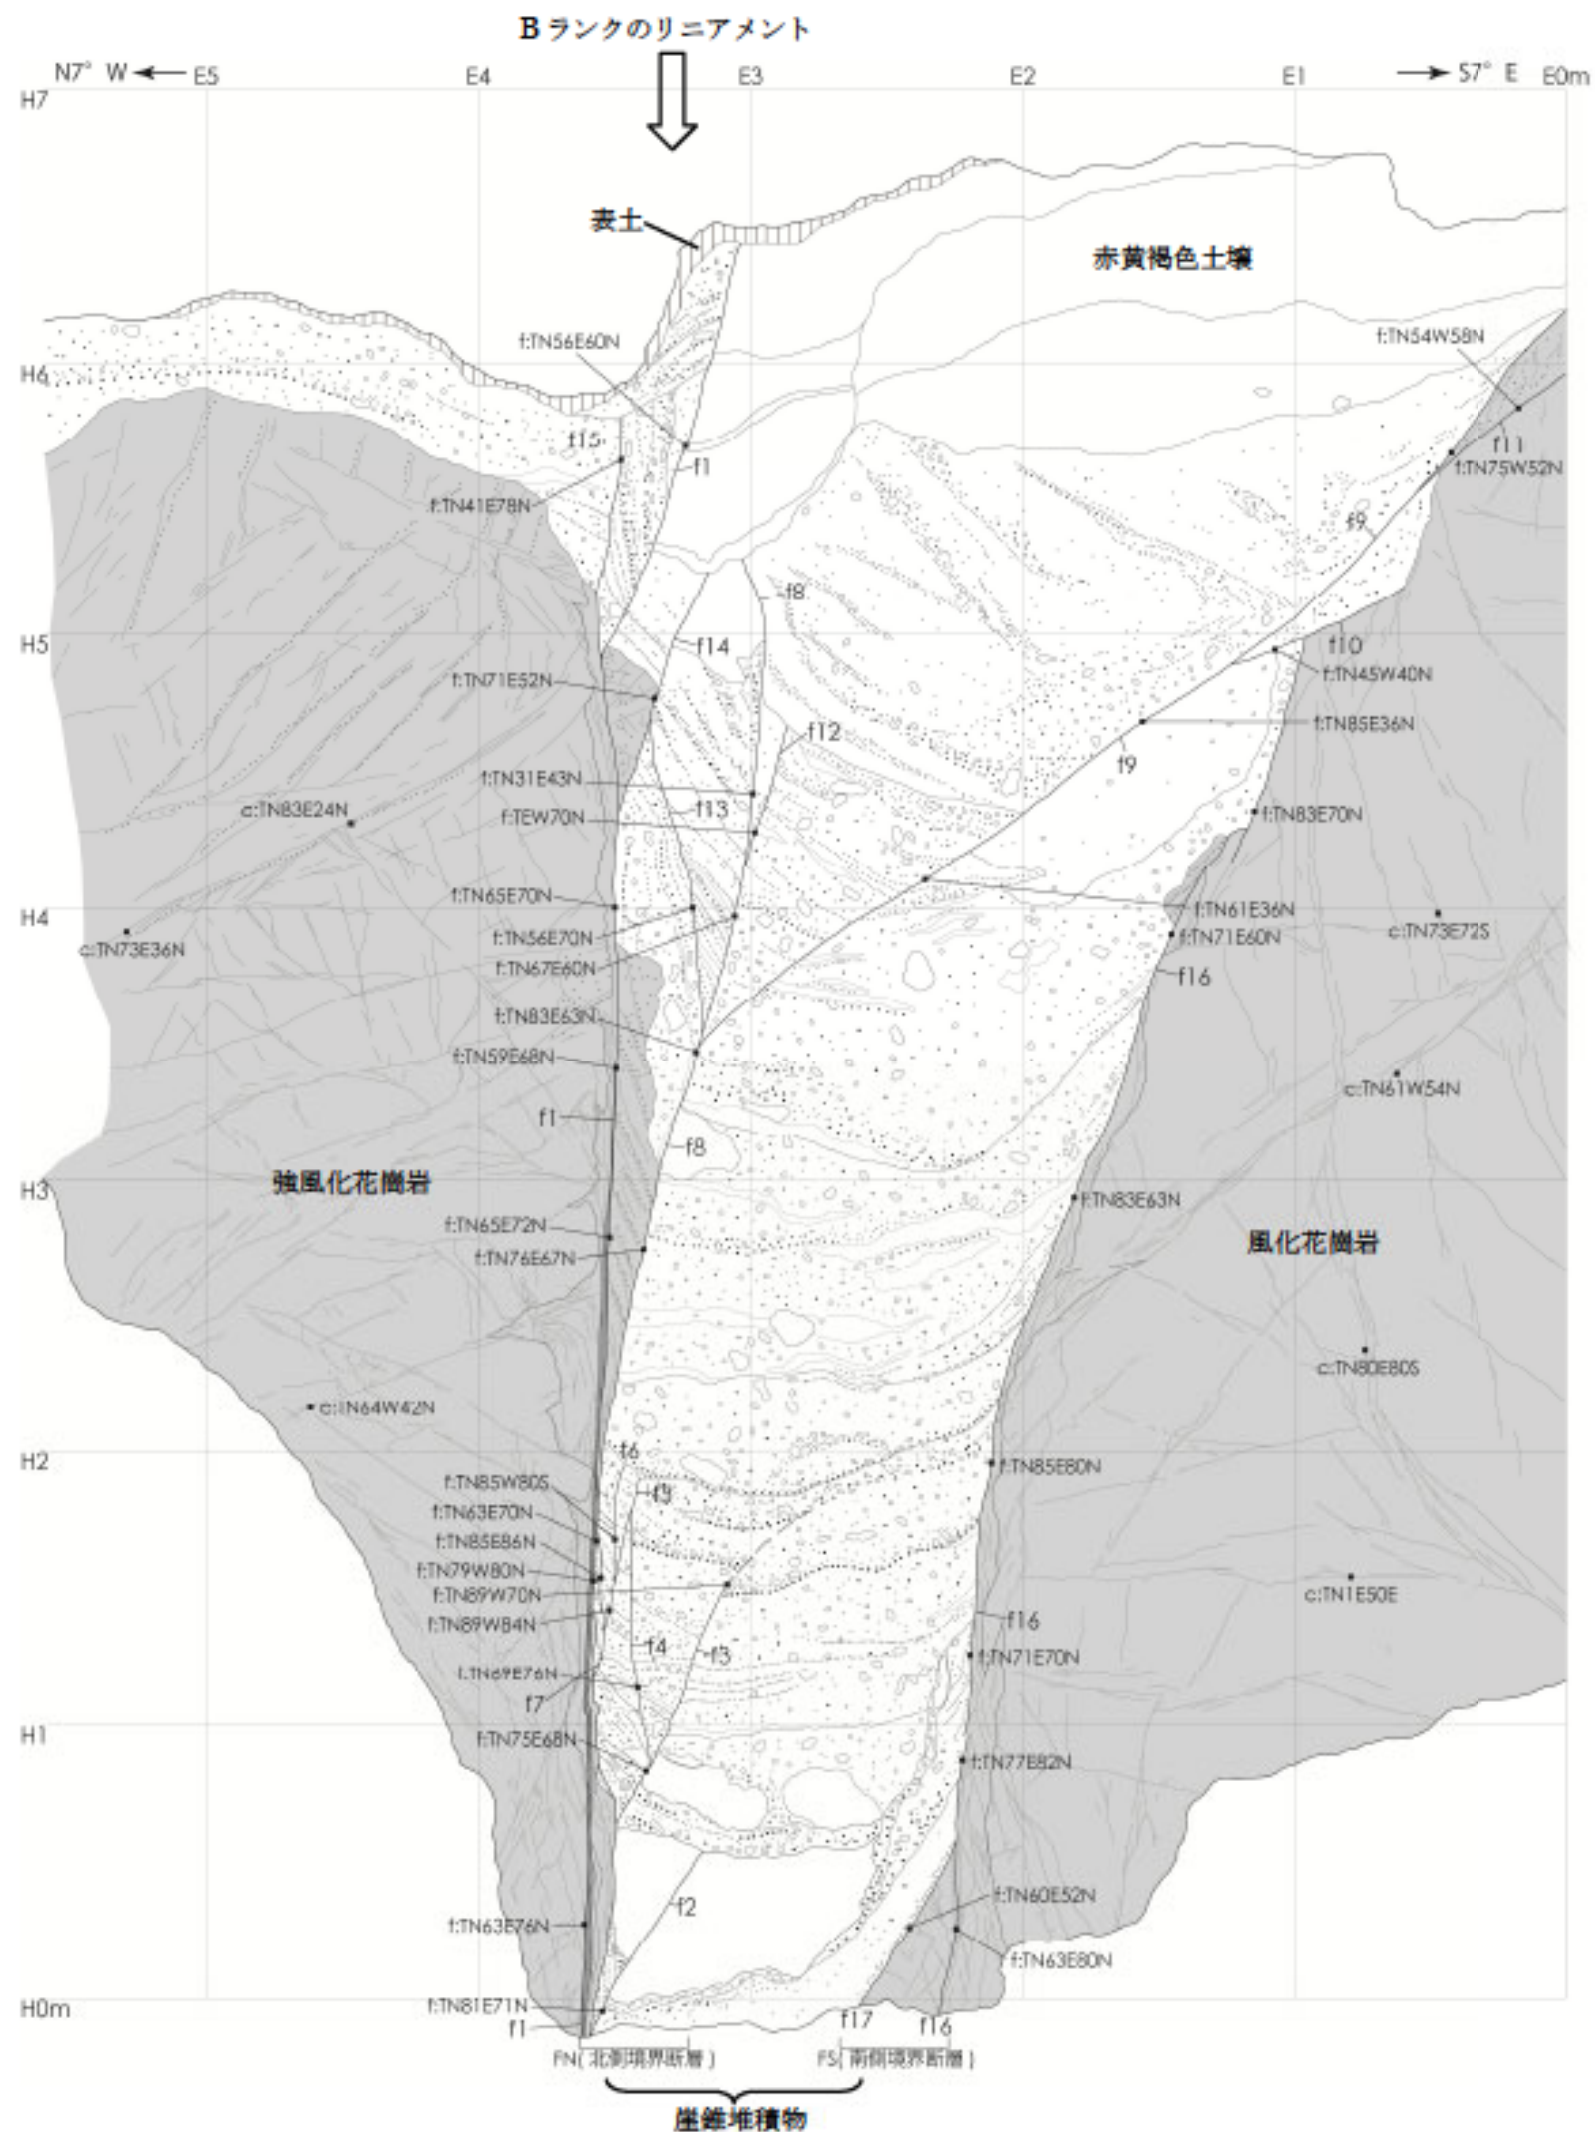 B ランクのリニアメント
N7° W ← E5 E4 E3 E2 E1 → S7° E E0m
H7
表土
赤黄褐色土壌
f:TN56E60N
f:TN54W58N
H6
f15
f1
f11
f:TN75W52N
f:TN41E78N
f9
f8
H5
f14
f10
f:TN45W40N
f:TN71E52N
f:TN85E36N
f12
f9
f:TN31E43N
c:TN83E24N
f13
f:TEW70N
f:TN83E70N
f:TN65E70N
H4
f:TN61E36N
c:TN73E36N
f:TN56E70N
f:TN71E60N
c:TN73E72S
f:TN67E60N
f16
f:TN83E63N
f:TN59E68N
c:TN61W54N
f1
f8
強風化花崗岩
H3
f:TN83E63N
f:TN65E72N
f:TN76E67N
風化花崗岩
c:TN80E80S
c:TN64W42N
f6
H2
f:TN85W80S
f3
f:TN85E80N
f:TN63E70N
f:TN85E86N
f:TN79W80N
f:TN89W70N
c:TN1E50E
f:TN89W84N
f16
f4
f3
f:TN71E70N
f:TN69E76N
f7
H1
f:TN75E68N
f:TN77E82N
f:TN60E52N
f2
f:TN63E76N
f:TN63E80N
H0m
f:TN81E71N
f1
f17
f16
FN( 北側境界断層 )
FS( 南側境界断層 )
崖錐堆積物